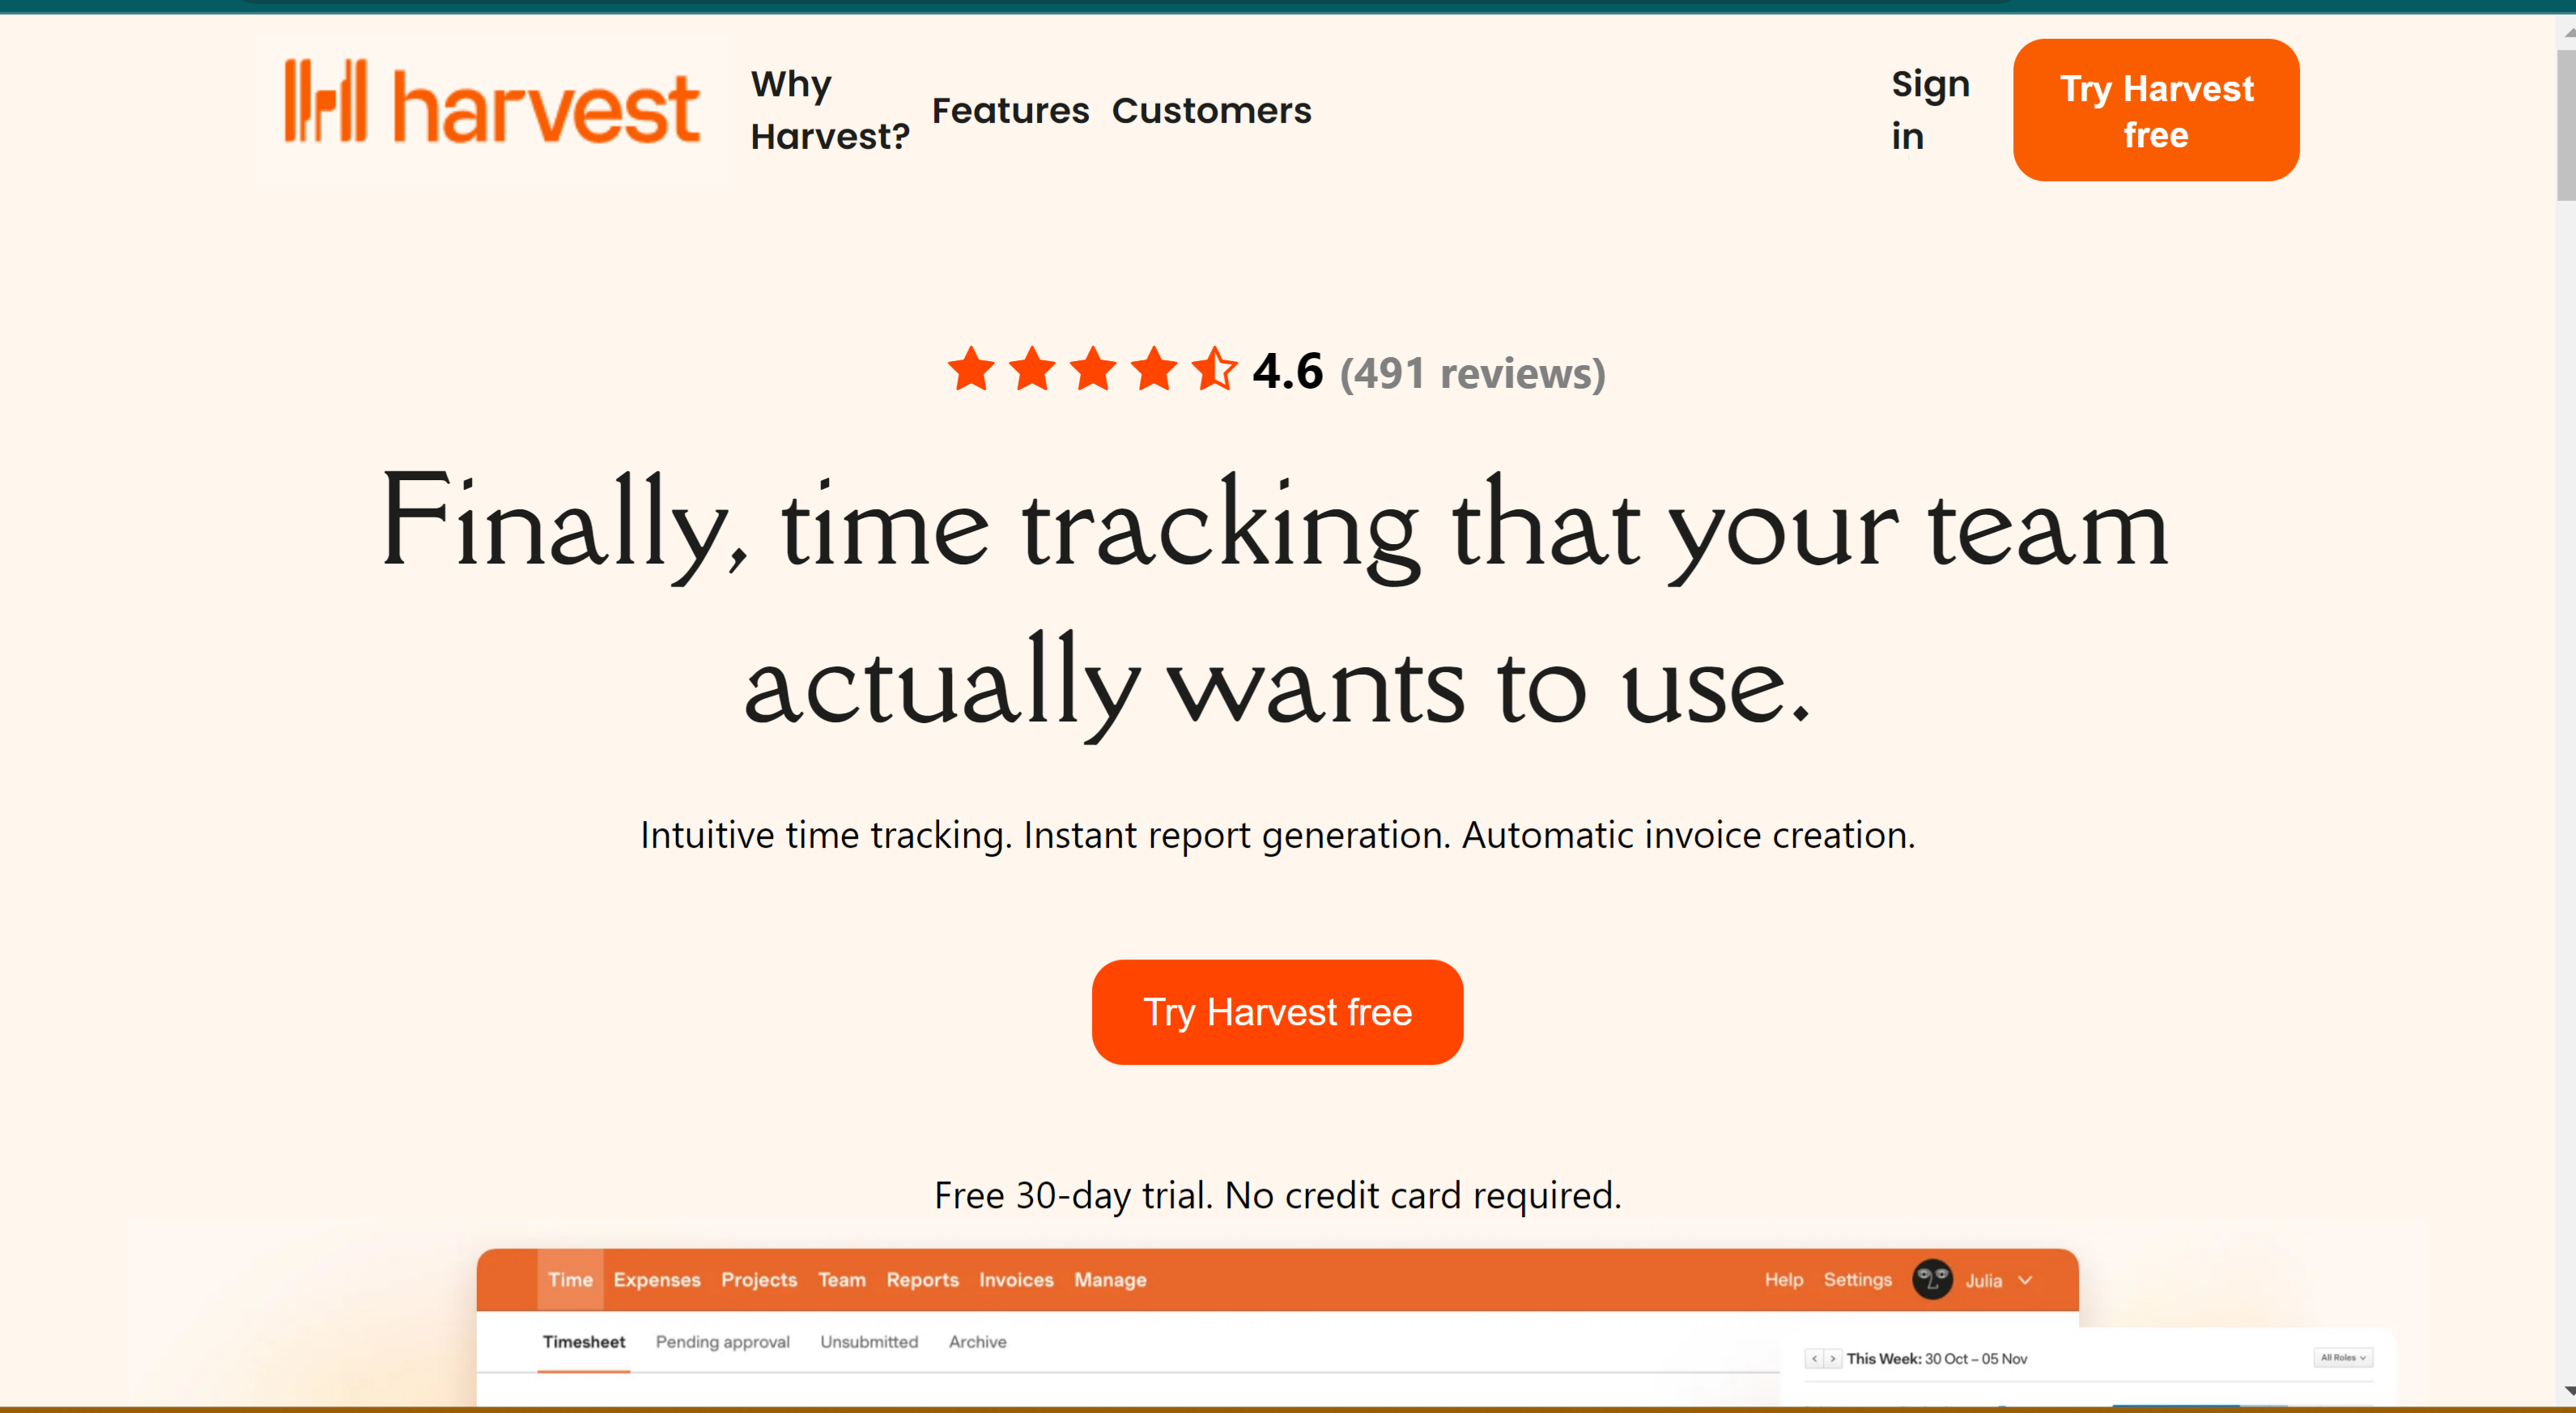 harvest
Why
Harvest?
Features
Customers
Sign
in
Try Harvest
free
4.6 (491 reviews)
Finally, time tracking that your team
actually wants to use.
Intuitive time tracking. Instant report generation. Automatic invoice creation.
Try Harvest free
Free 30-day trial. No credit card required.
Time Expenses Projects Team Reports Invoices Manage
Help Settings Julia
Timesheet Pending approval Unsubmitted Archive
This Week: 30 Oct – 05 Nov
All Roles